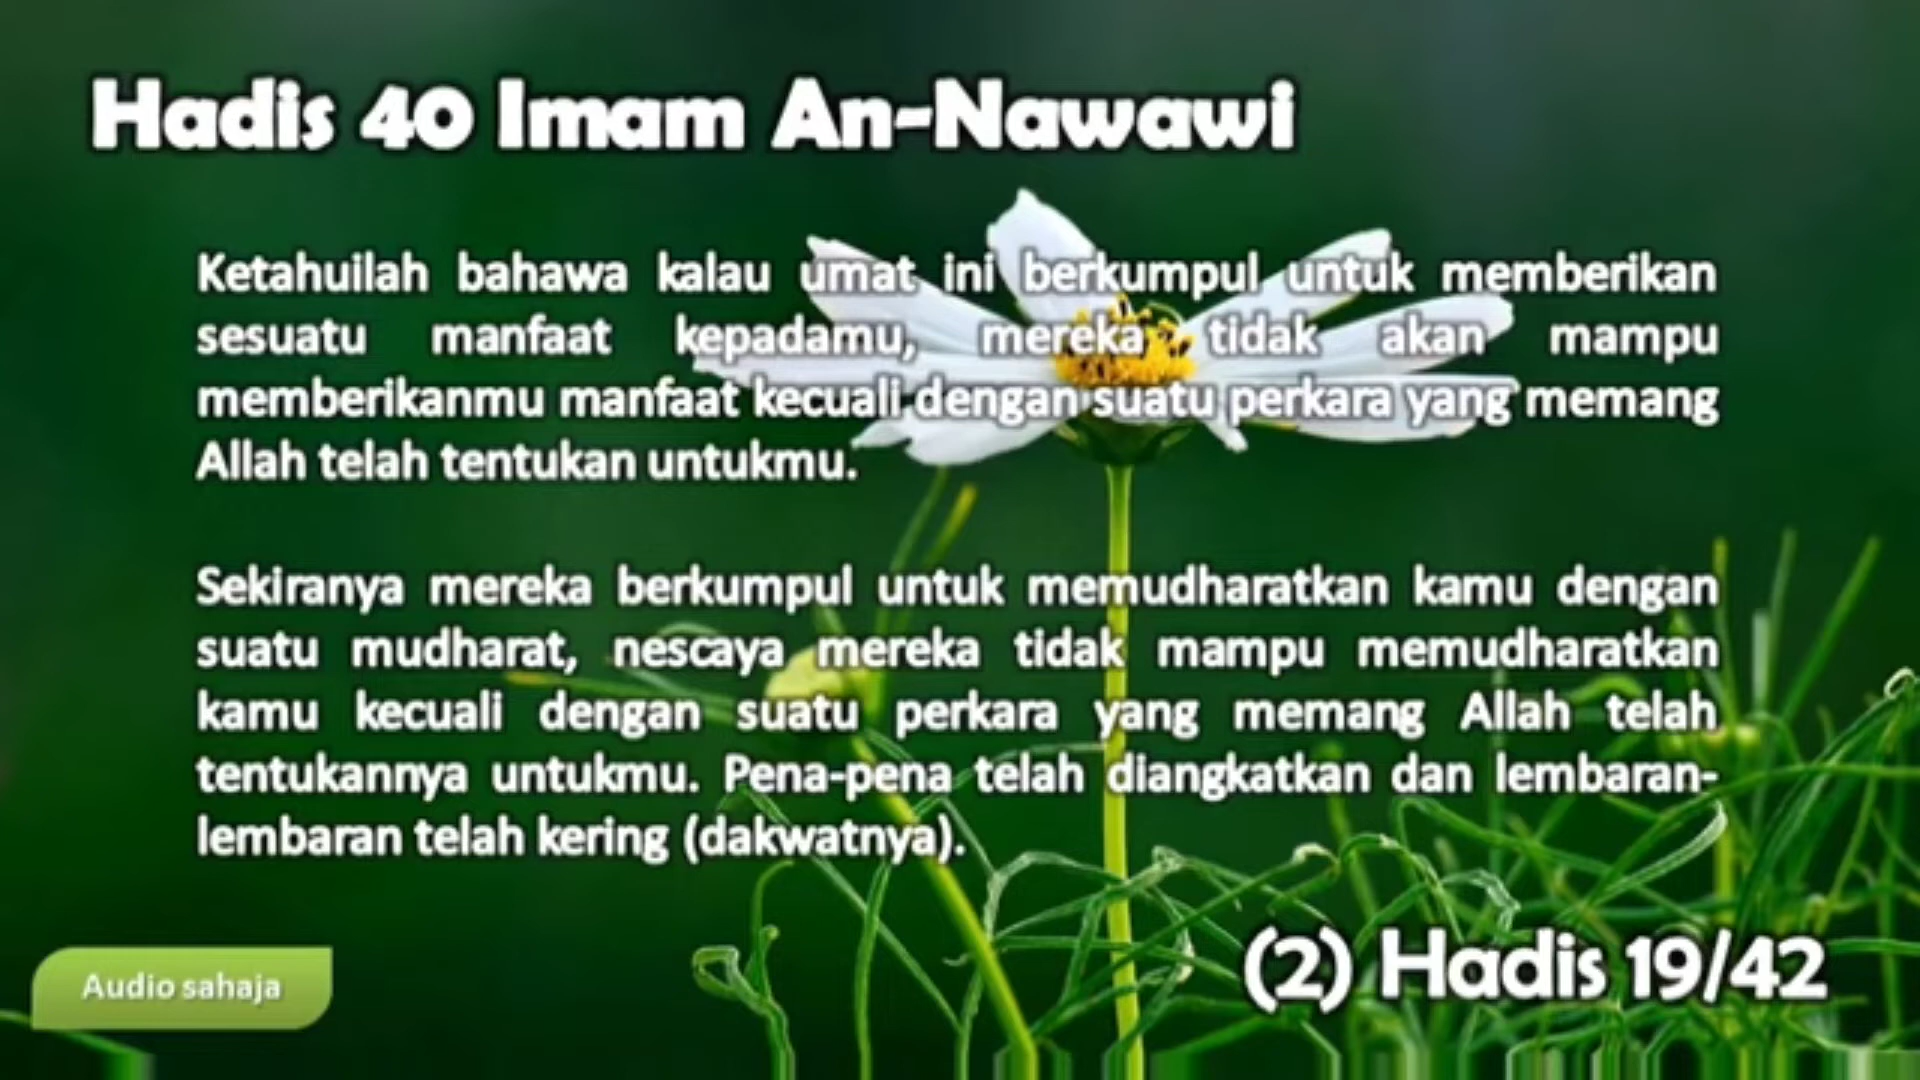 Hadis 40 Imam An-Nawawi
Ketahuilah bahawa kalau umat ini berkumpul untuk memberikan
sesuatu manfaat kepadamu, mereka tidak akan mampu
memberikanmu manfaat kecuali dengan suatu perkara yang memang
Allah telah tentukan untukmu.
Sekiranya mereka berkumpul untuk memudharatkan kamu dengan
suatu mudharat, nescaya mereka tidak mampu memudharatkan
kamu kecuali dengan suatu perkara yang memang Allah telah
tentukannya untukmu. Pena-pena telah diangkatkan dan lembaran-
lembaran telah kering (dakwatnya).
(2) Hadis 19/42
Audio sahaja